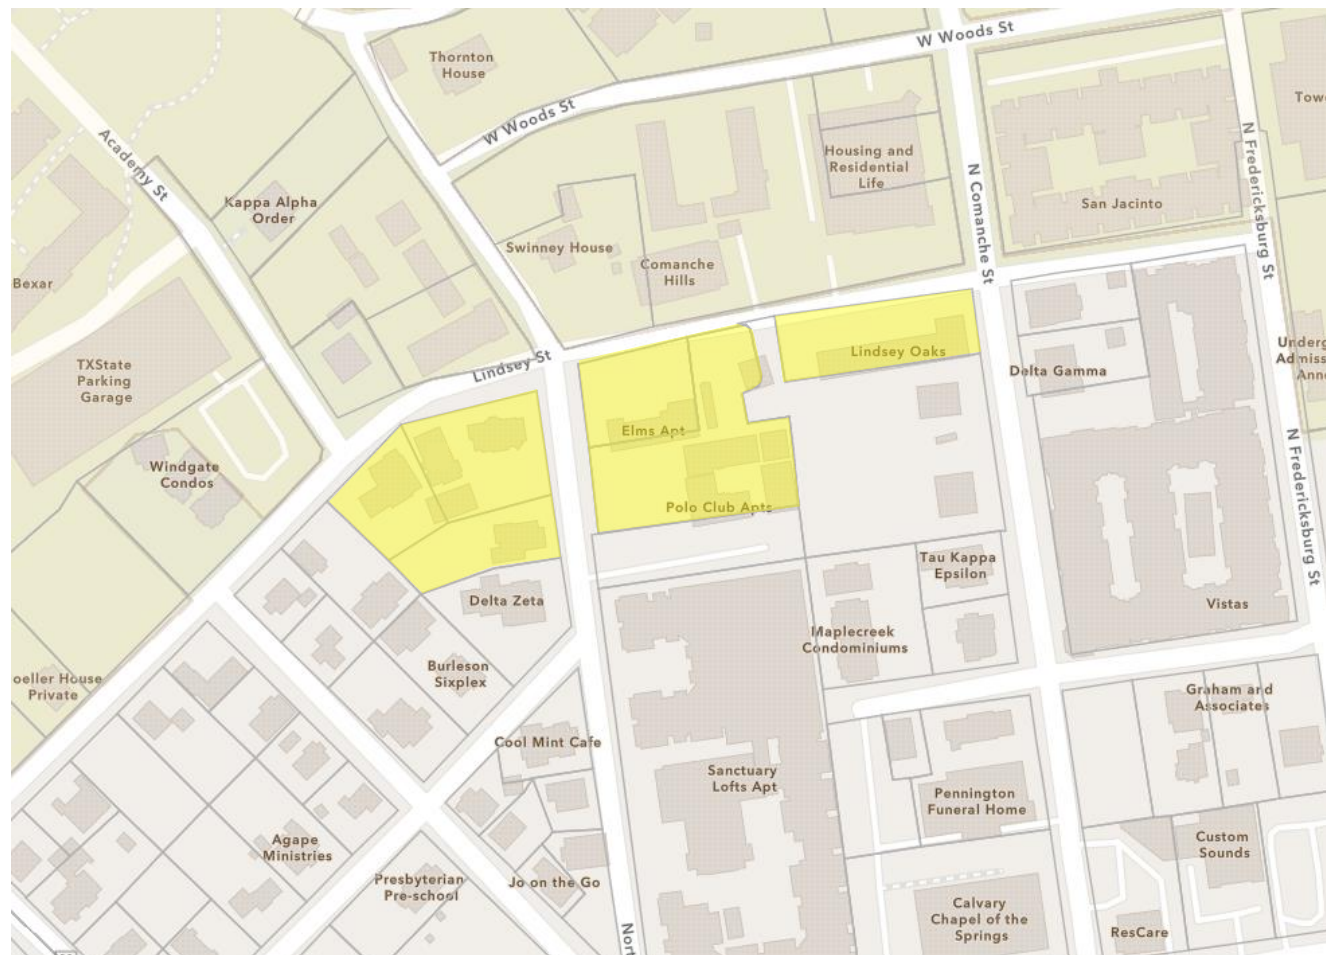 W Woods St
Thornton
House
W Woods St
Tow
Academy St
Housing and
Residential
Life
N Comanche St
N Fredericksburg St
Kappa Alpha
Order
San Jacinto
Swinney House
Comanche
Hills
Bexar
TXState
Parking
Garage
Lindsey St
Lindsey Oaks
Underg
Admiss
Ann
Delta Gamma
Elms Apt
N Fredericksburg St
Windgate
Condos
Polo Club Apts
Tau Kappa
Epsilon
Delta Zeta
Vistas
Maplecreek
Condominiums
Burleson
Sixplex
oeller House
Private
Graham and
Associates
Cool Mint Cafe
Sanctuary
Lofts Apt
Pennington
Funeral Home
Agape
Ministries
Custom
Sounds
Presbyterian
Pre-school
Jo on the Go
Nort
Calvary
Chapel of the
Springs
ResCare